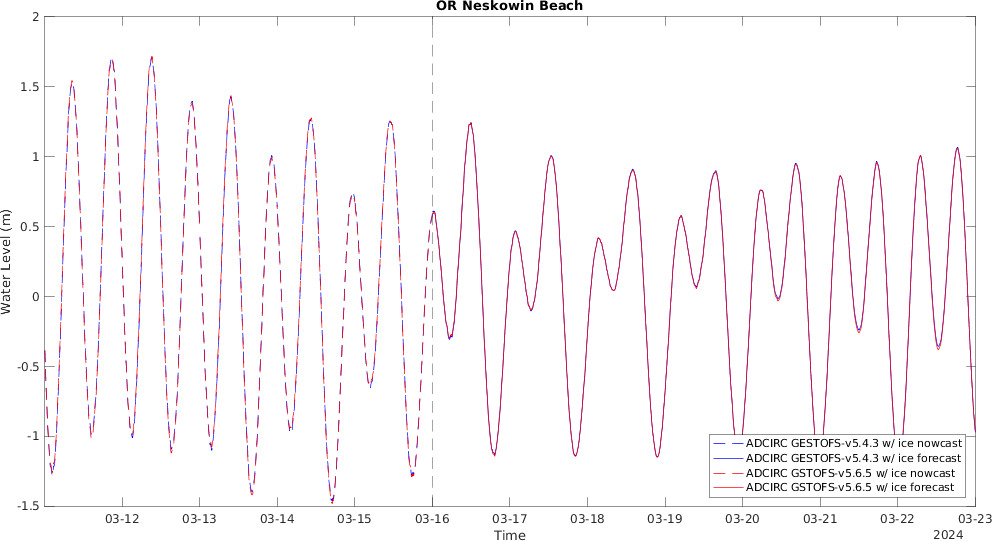 OR Neskowin Beach
Water Level (m)
2
1.5
1
0.5
0
-0.5
-1
-1.5
ADCIRC GESTOFS-v5.4.3 w/ ice nowcast
ADCIRC GESTOFS-v5.4.3 w/ ice forecast
ADCIRC GSTOFS-v5.6.5 w/ ice nowcast
ADCIRC GSTOFS-v5.6.5 w/ ice forecast
03-12 03-13 03-14 03-15 03-16 03-17 03-18 03-19 03-20 03-21 03-22 03-23
Time
2024